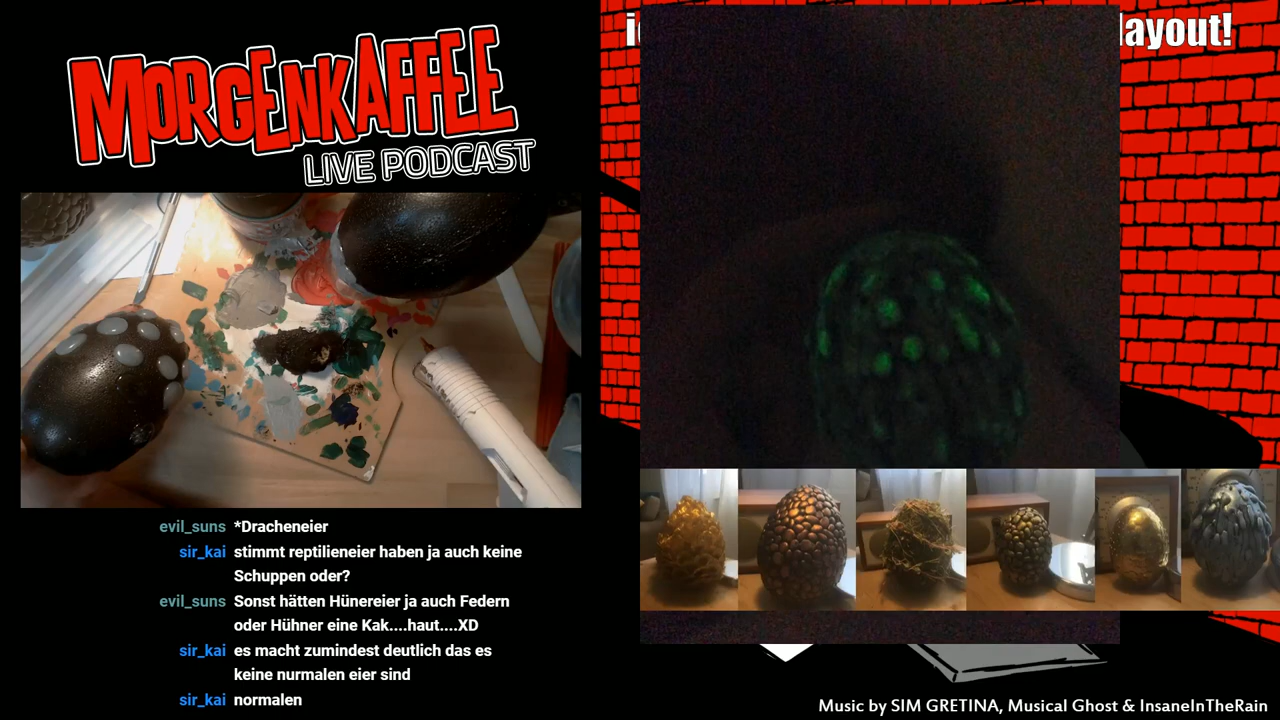 MORGENKAFFEE
LIVE PODCAST
layout!
evil_suns *Dracheneier
sir_kai stimmt reptilieneier haben ja auch keine
Schuppen oder?
evil_suns Sonst hätten Hünereier ja auch Federn
oder Hühner eine Kak....haut....XD
sir_kai es macht zumindest deutlich das es
keine nurmalen eier sind
sir_kai normalen
Music by SIM GRETINA, Musical Ghost & InsaneInTheRain